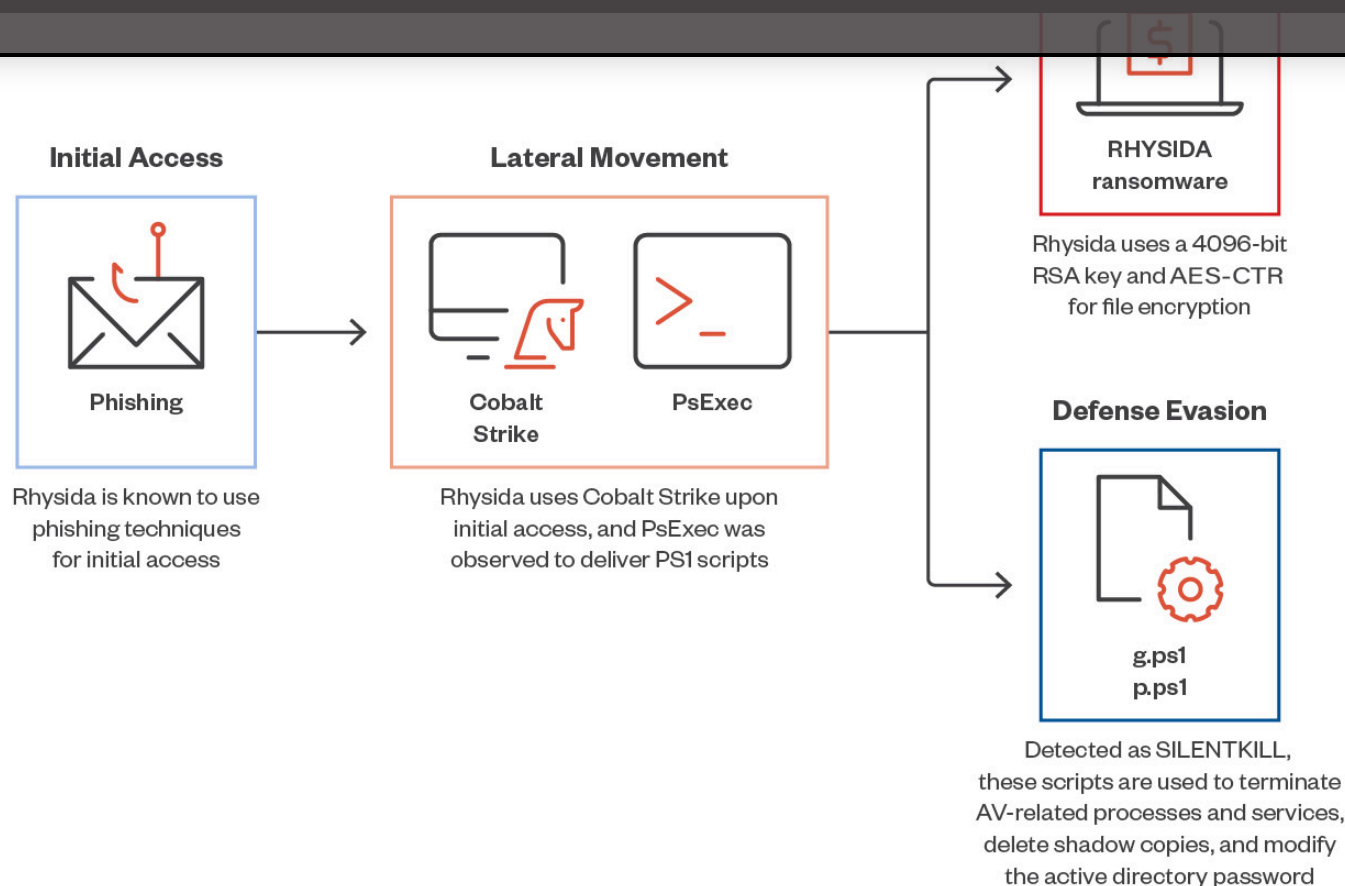 Initial Access
Phishing
Rhysida is known to use
phishing techniques
for initial access
Lateral Movement
Cobalt
Strike
PsExec
Rhysida uses Cobalt Strike upon
initial access, and PsExec was
observed to deliver PS1 scripts
$
RHYSIDA
ransomware
Rhysida uses a 4096-bit
RSA key and AES-CTR
for file encryption
Defense Evasion
g.ps1
p.ps1
Detected as SILENTKILL,
these scripts are used to terminate
AV-related processes and services,
delete shadow copies, and modify
the active directory password